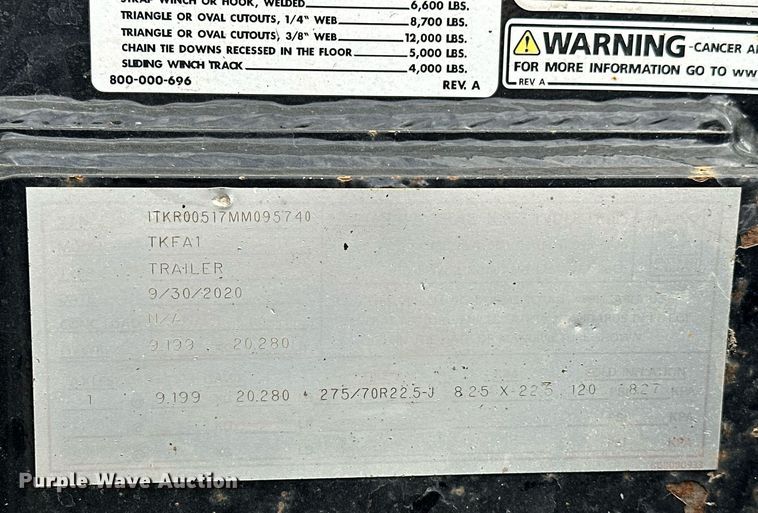 STRAP WINCH OR HOOK, WELDED 6,600 LBS.
TRIANGLE OR OVAL CUTOUTS, 1/4" WEB 8,700 LBS.
TRIANGLE OR OVAL CUTOUTS, 3/8" WEB 12,000 LBS.
CHAIN TIE DOWNS RECESSED IN THE FLOOR 5,000 LBS.
SLIDING WINCH TRACK 4,000 LBS.
800-000-696 REV. A
WARNING -CANCER
FOR MORE INFORMATION GO TO
REV A
1TKR00517MM095740
TKFA1
TRAILER
9/30/2020
N/A
9,199 20,280
1 9,199 20,280 275/70R22.5-J 8.25 X 22.5 120 827
Purple Wave Auction